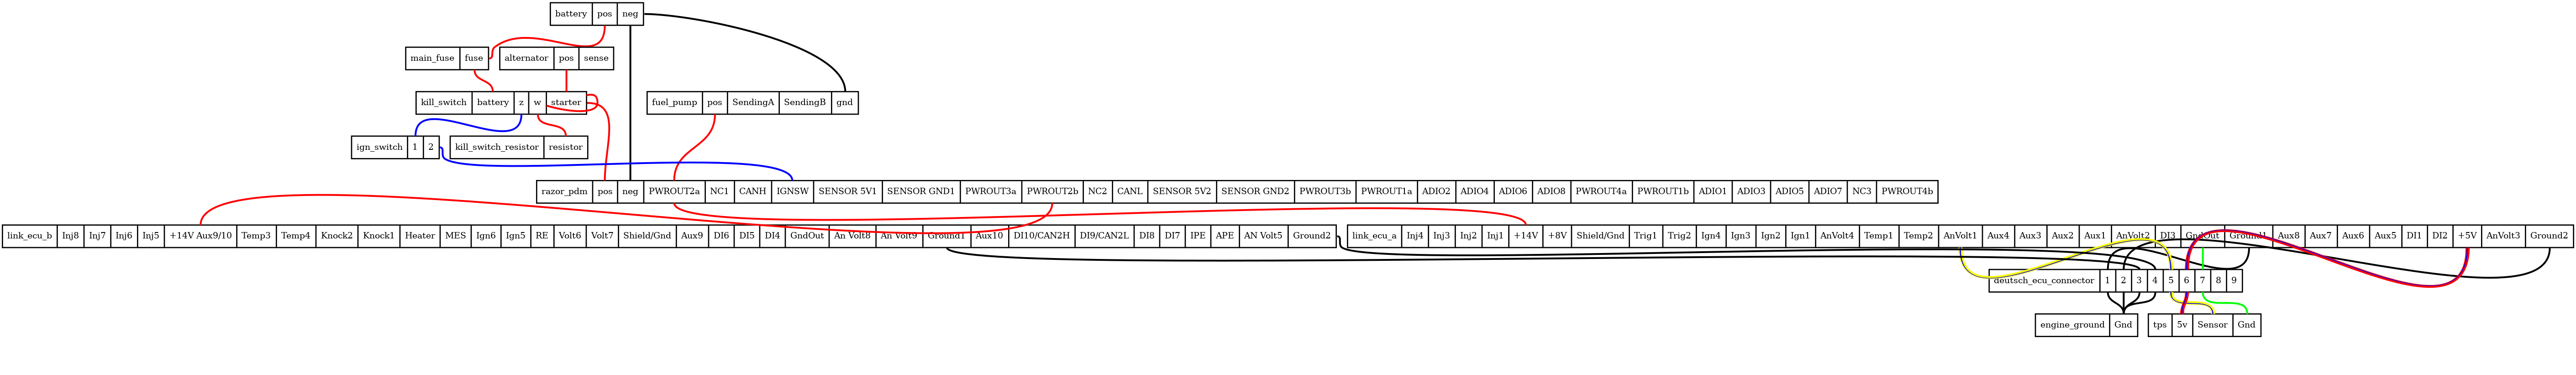 battery pos neg
main_fuse fuse
alternator pos sense
kill_switch battery z w starter
fuel_pump pos SendingA SendingB gnd
ign_switch 1 2
kill_switch_resistor resistor
razor_pdm pos neg PWROUT2a NC1 CANH IGNSW SENSOR 5V1 SENSOR GND1 PWROUT3a PWROUT2b NC2 CANL SENSOR 5V2 SENSOR GND2 PWROUT3b PWROUT1a ADIO2 ADIO4 ADIO6 ADIO8 PWROUT4a PWROUT1b ADIO1 ADIO3 ADIO5 ADIO7 NC3 PWROUT4b
link_ecu_b Inj8 Inj7 Inj6 Inj5 +14V Aux9/10 Temp3 Temp4 Knock2 Knock1 Heater MES Ign6 Ign5 RE Volt6 Volt7 Shield/Gnd Aux9 DI6 DI5 DI4 GndOut An Volt8 An Volt9 Ground1 Aux10 DI10/CAN2H DI9/CAN2L DI8 DI7 IPE APE AN Volt5 Ground2
link_ecu_a Inj4 Inj3 Inj2 Inj1 +14V +8V Shield/Gnd Trig1 Trig2 Ign4 Ign3 Ign2 Ign1 AnVolt4 Temp1 Temp2 AnVolt1 Aux4 Aux3 Aux2 Aux1 AnVolt2 DI3 GndOut Ground1 Aux8 Aux7 Aux6 Aux5 DI1 DI2 +5V AnVolt3 Ground2
deutsch_ecu_connector 1 2 3 4 5 6 7 8 9
engine_ground Gnd
tps 5v Sensor Gnd